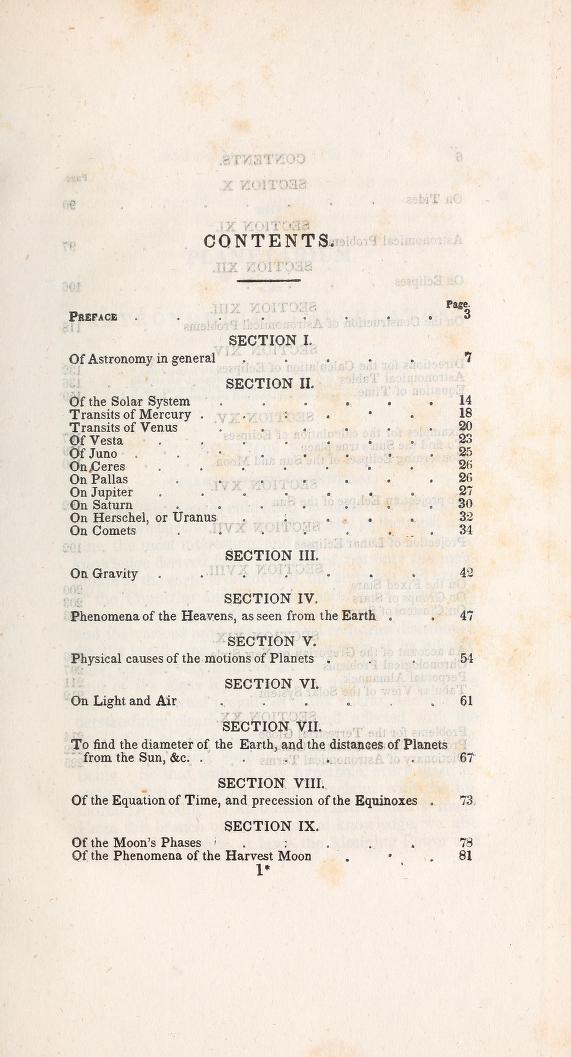 CONTENTS.
Page.
PREFACE . . . . . . . . 3
SECTION I.
Of Astronomy in general . . . . . 7
SECTION II.
Of the Solar System . . . . . . 14
Transits of Mercury . . . . . . 18
Transits of Venus . . . . . . 20
Of Vesta . . . . . . . 23
Of Juno . . . . . . . . 25
On Ceres . . . . . . . 26
On Pallas . . . . . . . 26
On Jupiter . . . . . . . 27
On Saturn . . . . . . . 30
On Herschel, or Uranus . . . . . 32
On Comets . . . . . . . 34
SECTION III.
On Gravity . . . . . . . 42
SECTION IV.
Phenomena of the Heavens, as seen from the Earth . . 47
SECTION V.
Physical causes of the motions of Planets . . . 54
SECTION VI.
On Light and Air . . . . . . 61
SECTION VII.
To find the diameter of the Earth, and the distances of Planets
from the Sun, &c. . . . . . . 67
SECTION VIII.
Of the Equation of Time, and precession of the Equinoxes . 73
SECTION IX.
Of the Moon's Phases . . . . . . 78
Of the Phenomena of the Harvest Moon . . . 81
1*